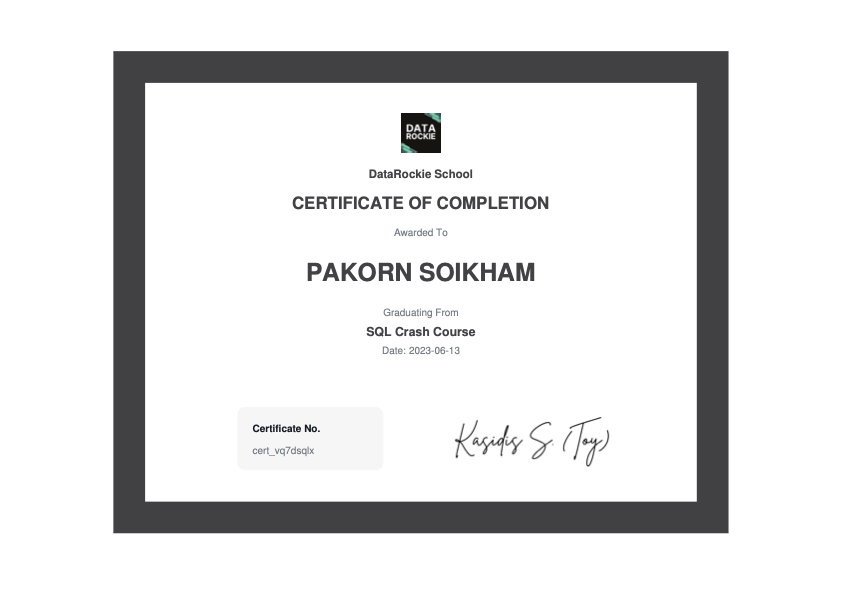 DATA
ROCKIE
DataRockie School
CERTIFICATE OF COMPLETION
Awarded To
PAKORN SOIKHAM
Graduating From
SQL Crash Course
Date: 2023-06-13
Certificate No.
cert_vq7dsqlx
Kasidis S. (Toy)